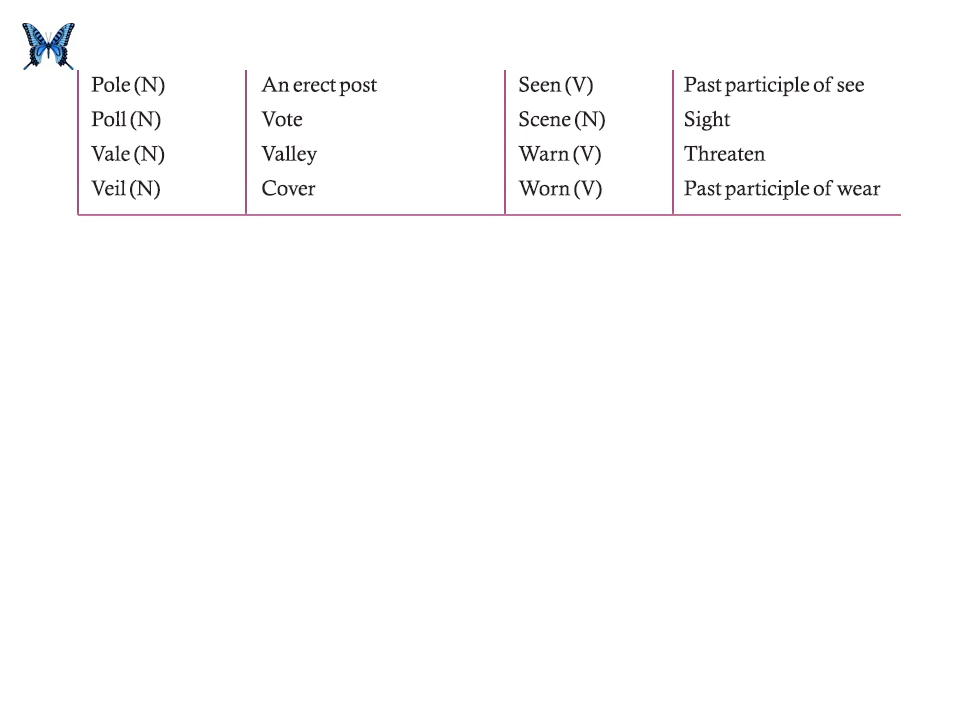 Pole (N) An erect post Seen (V) Past participle of see
Poll (N) Vote Scene (N) Sight
Vale (N) Valley Warn (V) Threaten
Veil (N) Cover Worn (V) Past participle of wear